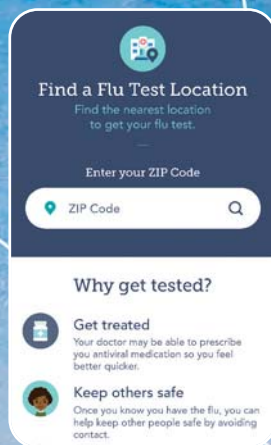 Find a Flu Test Location
Find the nearest location
to get your flu test.
Enter your ZIP Code
ZIP Code
Why get tested?
Get treated
Your doctor may be able to prescribe
you antiviral medication so you feel
better quicker.
Keep others safe
Once you know you have the flu, you can
help keep other people safe by avoiding
contact.